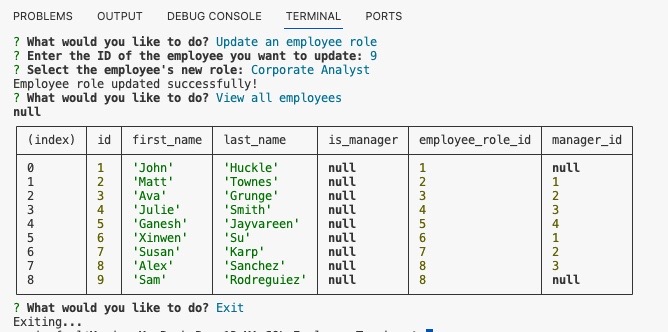 PROBLEMS OUTPUT DEBUG CONSOLE TERMINAL PORTS
? What would you like to do? Update an employee role
? Enter the ID of the employee you want to update: 9
? Select the employee's new role: Corporate Analyst
Employee role updated successfully!
? What would you like to do? View all employees
null
(index) id first_name last_name is_manager employee_role_id manager_id
0 1 'John' 'Huckle' null 1 null
1 2 'Matt' 'Townes' null 2 1
2 3 'Ava' 'Grunge' null 3 2
3 4 'Julie' 'Smith' null 4 3
4 5 'Ganesh' 'Jayvareen' null 5 4
5 6 'Xinwen' 'Su' null 6 1
6 7 'Susan' 'Karp' null 7 2
7 8 'Alex' 'Sanchez' null 8 3
8 9 'Sam' 'Rodreguiez' null 8 null
? What would you like to do? Exit
Exiting...